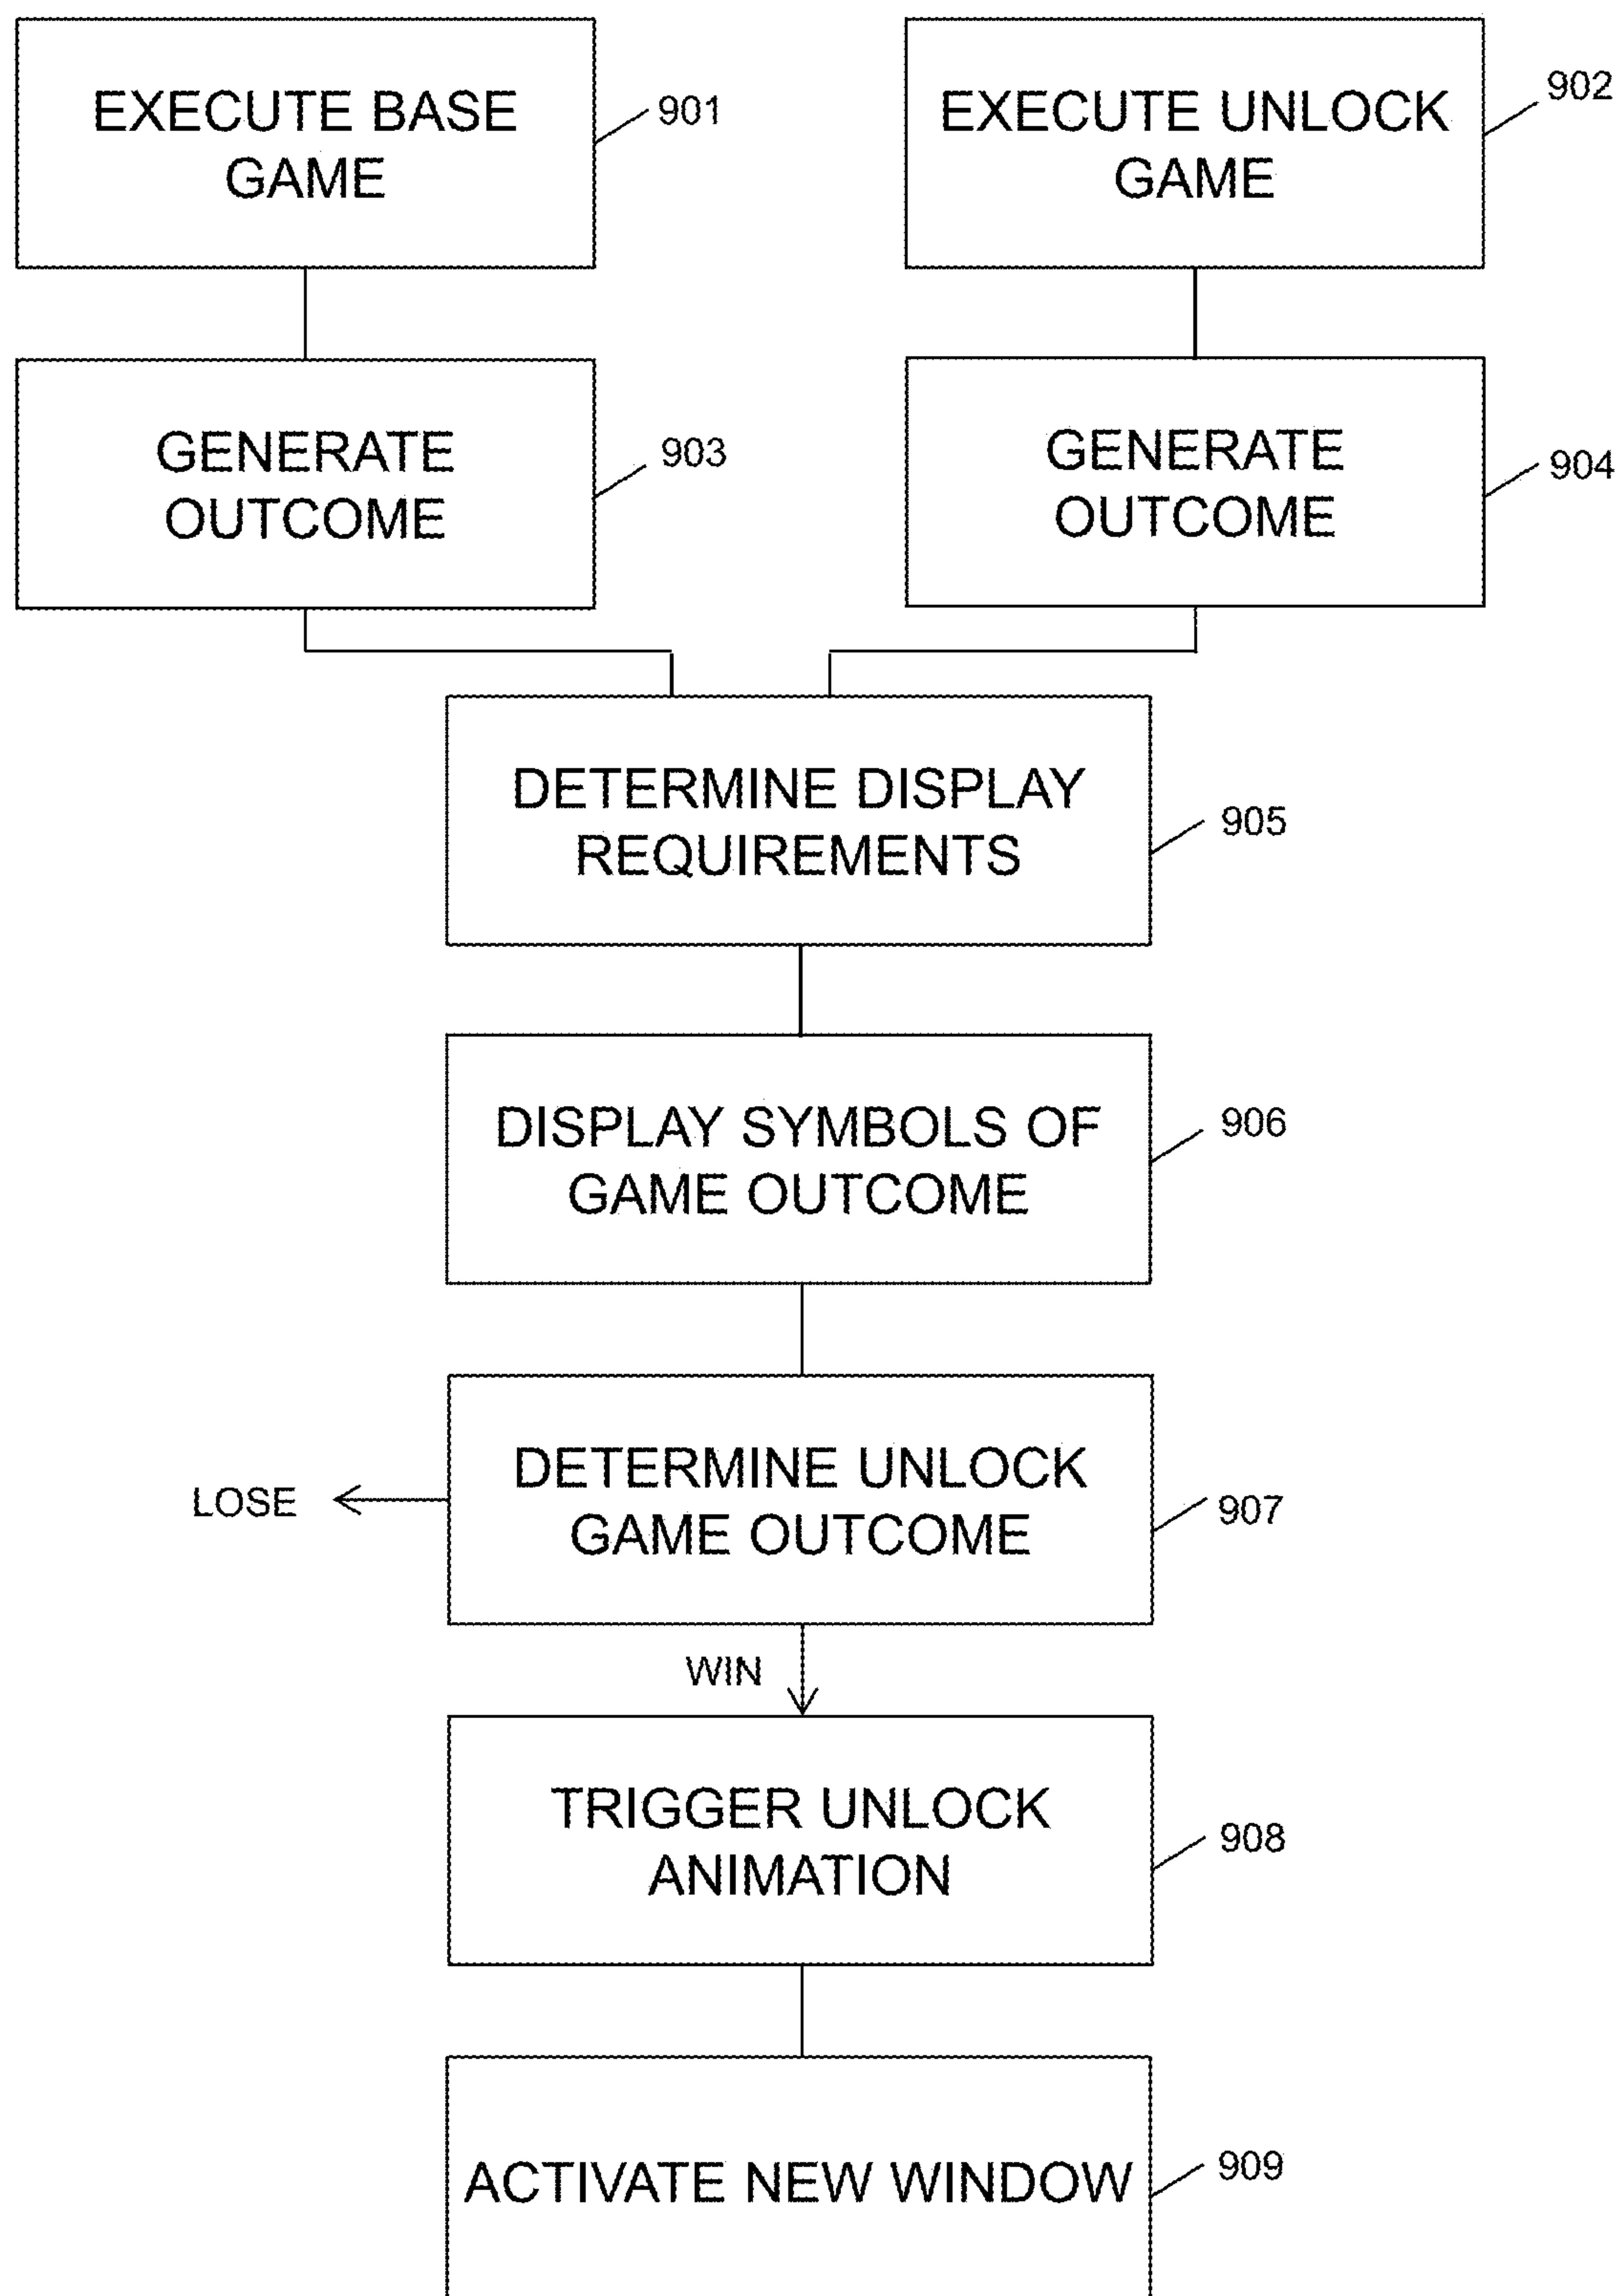 EXECUTE BASE
GAME
901
EXECUTE UNLOCK
GAME
902
GENERATE
OUTCOME
903
GENERATE
OUTCOME
904
DETERMINE DISPLAY
REQUIREMENTS
905
DISPLAY SYMBOLS OF
GAME OUTCOME
906
DETERMINE UNLOCK
GAME OUTCOME
907
LOSE
WIN
TRIGGER UNLOCK
ANIMATION
908
ACTIVATE NEW WINDOW
909